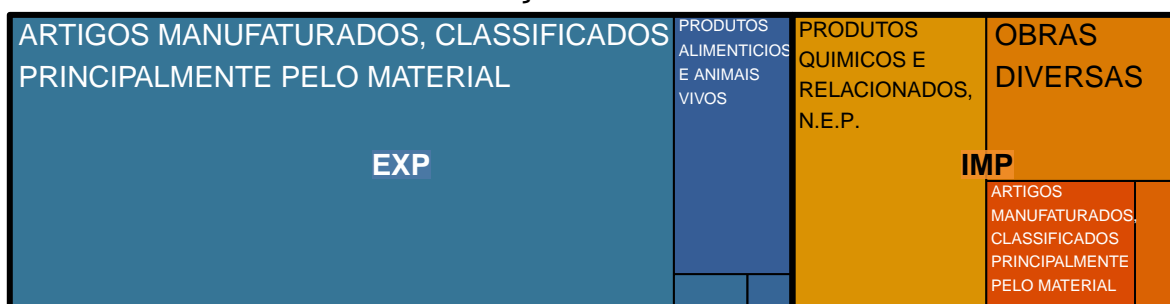 ARTIGOS MANUFATURADOS, CLASSIFICADOS
PRINCIPALMENTE PELO MATERIAL
EXP
PRODUTOS
ALIMENTICIOS
E ANIMAIS
VIVOS
PRODUTOS
QUIMICOS E
RELACIONADOS,
N.E.P.
OBRAS
DIVERSAS
IMP
ARTIGOS
MANUFATURADOS,
CLASSIFICADOS
PRINCIPALMENTE
PELO MATERIAL